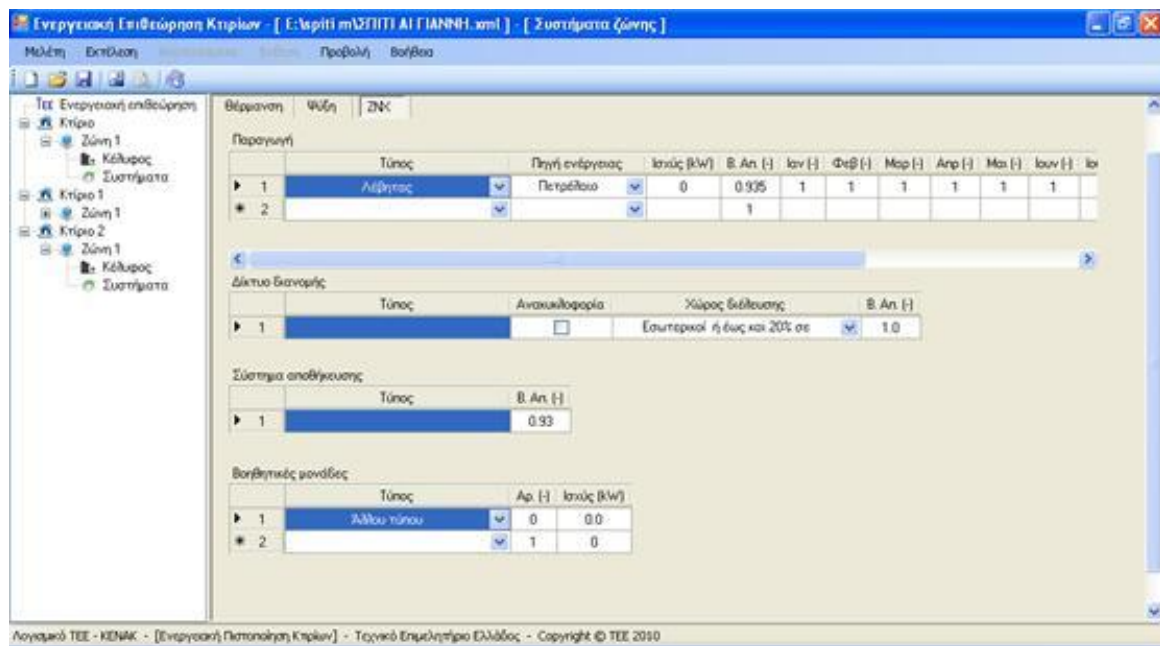 Ενεργειακή Επιθεώρηση Κτιρίων - [ E:\spiti m\ΣΠΙΤΙ ΑΙ ΓΙΑΝΝΗ.xml ] - [ Συστήματα ζώνης ]
Μελέτη Εκτέλεση Προβολή Βοήθεια
ΤΕΕ Ενεργειακή επιθεώρηση
Κτίριο
Ζώνη 1
Κέλυφος
Συστήματα
Κτίριο 1
Ζώνη 1
Κτίριο 2
Ζώνη 1
Κέλυφος
Συστήματα
Θέρμανση Ψύξη ΖΝΧ
Παραγωγή
Τύπος Πηγή ενέργειας Ισχύς (kW) Β. Απ. (-) Ιαν (-) Φεβ (-) Μαρ (-) Απρ (-) Μαι (-) Ιουν (-) Ιου
1 Λέβητας Πετρέλαιο 0 0.935 1 1 1 1 1 1
2 1
Δίκτυο διανομής
Τύπος Ανακυκλοφορία Χώρος διέλευσης Β. Απ. (-)
1 Εσωτερικοί ή έως και 20% σε 1.0
Σύστημα αποθήκευσης
Τύπος Β. Απ. (-)
1 0.93
Βοηθητικές μονάδες
Τύπος Αρ. (-) Ισχύς (kW)
1 Άλλου τύπου 0 0.0
2 1 0
Λογισμικό ΤΕΕ - ΚΕΝΑΚ - [Ενεργειακή Πιστοποίηση Κτιρίων] - Τεχνικό Επιμελητήριο Ελλάδος - Copyright © ΤΕΕ 2010